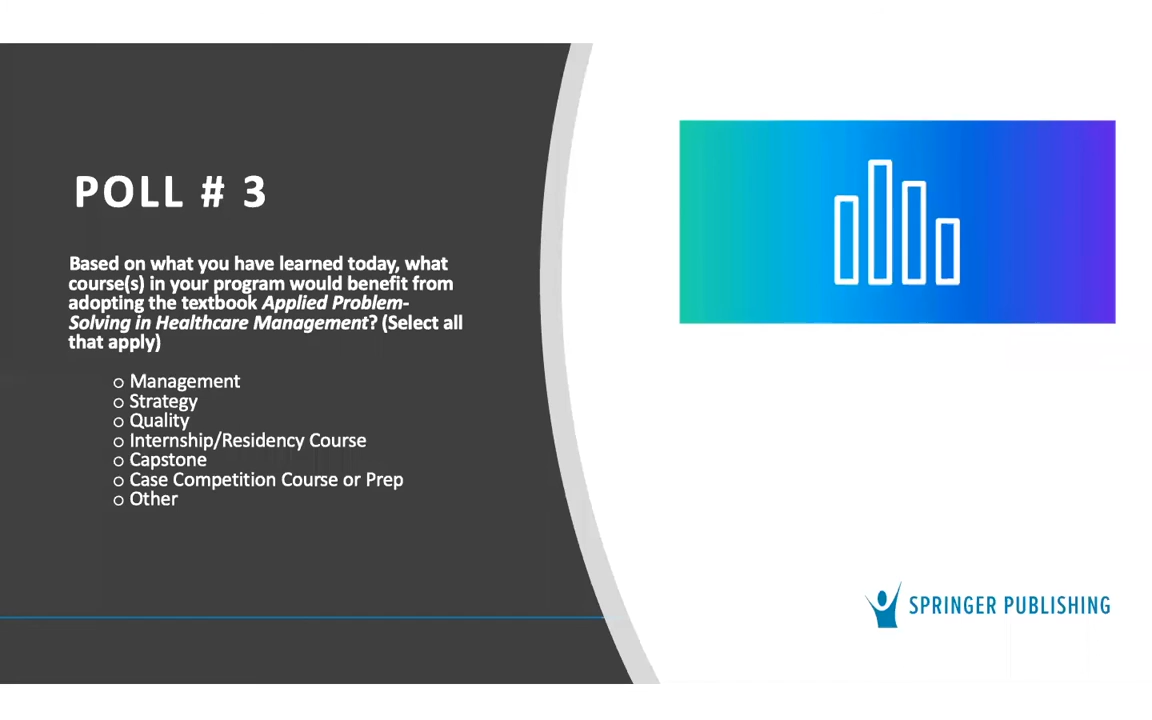 POLL # 3
Based on what you have learned today, what
course(s) in your program would benefit from
adopting the textbook Applied Problem-
Solving in Healthcare Management? (Select all
that apply)
o Management
o Strategy
o Quality
o Internship/Residency Course
o Capstone
o Case Competition Course or Prep
o Other
SPRINGER PUBLISHING